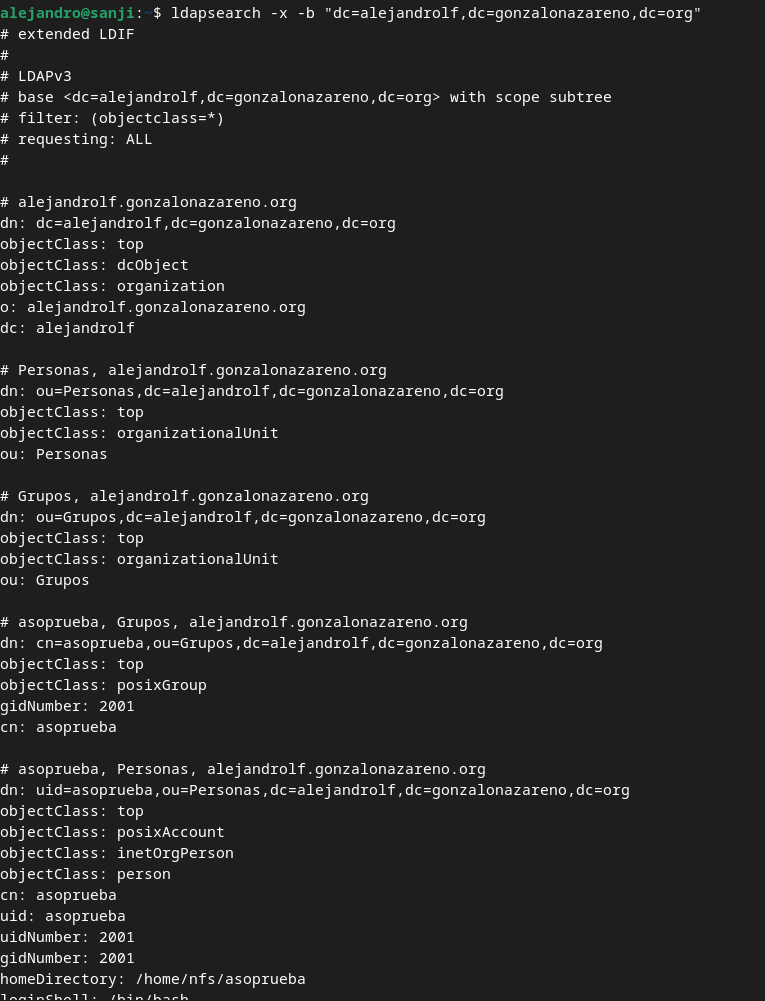 alejandro@sanji:~$ ldapsearch -x -b "dc=alejandrolf,dc=gonzalonazareno,dc=org"
# extended LDIF
#
# LDAPv3
# base <dc=alejandrolf,dc=gonzalonazareno,dc=org> with scope subtree
# filter: (objectclass=*)
# requesting: ALL
#
# alejandrolf.gonzalonazareno.org
dn: dc=alejandrolf,dc=gonzalonazareno,dc=org
objectClass: top
objectClass: dcObject
objectClass: organization
o: alejandrolf.gonzalonazareno.org
dc: alejandrolf
# Personas, alejandrolf.gonzalonazareno.org
dn: ou=Personas,dc=alejandrolf,dc=gonzalonazareno,dc=org
objectClass: top
objectClass: organizationalUnit
ou: Personas
# Grupos, alejandrolf.gonzalonazareno.org
dn: ou=Grupos,dc=alejandrolf,dc=gonzalonazareno,dc=org
objectClass: top
objectClass: organizationalUnit
ou: Grupos
# asoprueba, Grupos, alejandrolf.gonzalonazareno.org
dn: cn=asoprueba,ou=Grupos,dc=alejandrolf,dc=gonzalonazareno,dc=org
objectClass: top
objectClass: posixGroup
gidNumber: 2001
cn: asoprueba
# asoprueba, Personas, alejandrolf.gonzalonazareno.org
dn: uid=asoprueba,ou=Personas,dc=alejandrolf,dc=gonzalonazareno,dc=org
objectClass: top
objectClass: posixAccount
objectClass: inetOrgPerson
objectClass: person
cn: asoprueba
uid: asoprueba
uidNumber: 2001
gidNumber: 2001
homeDirectory: /home/nfs/asoprueba
loginShell: /bin/bash